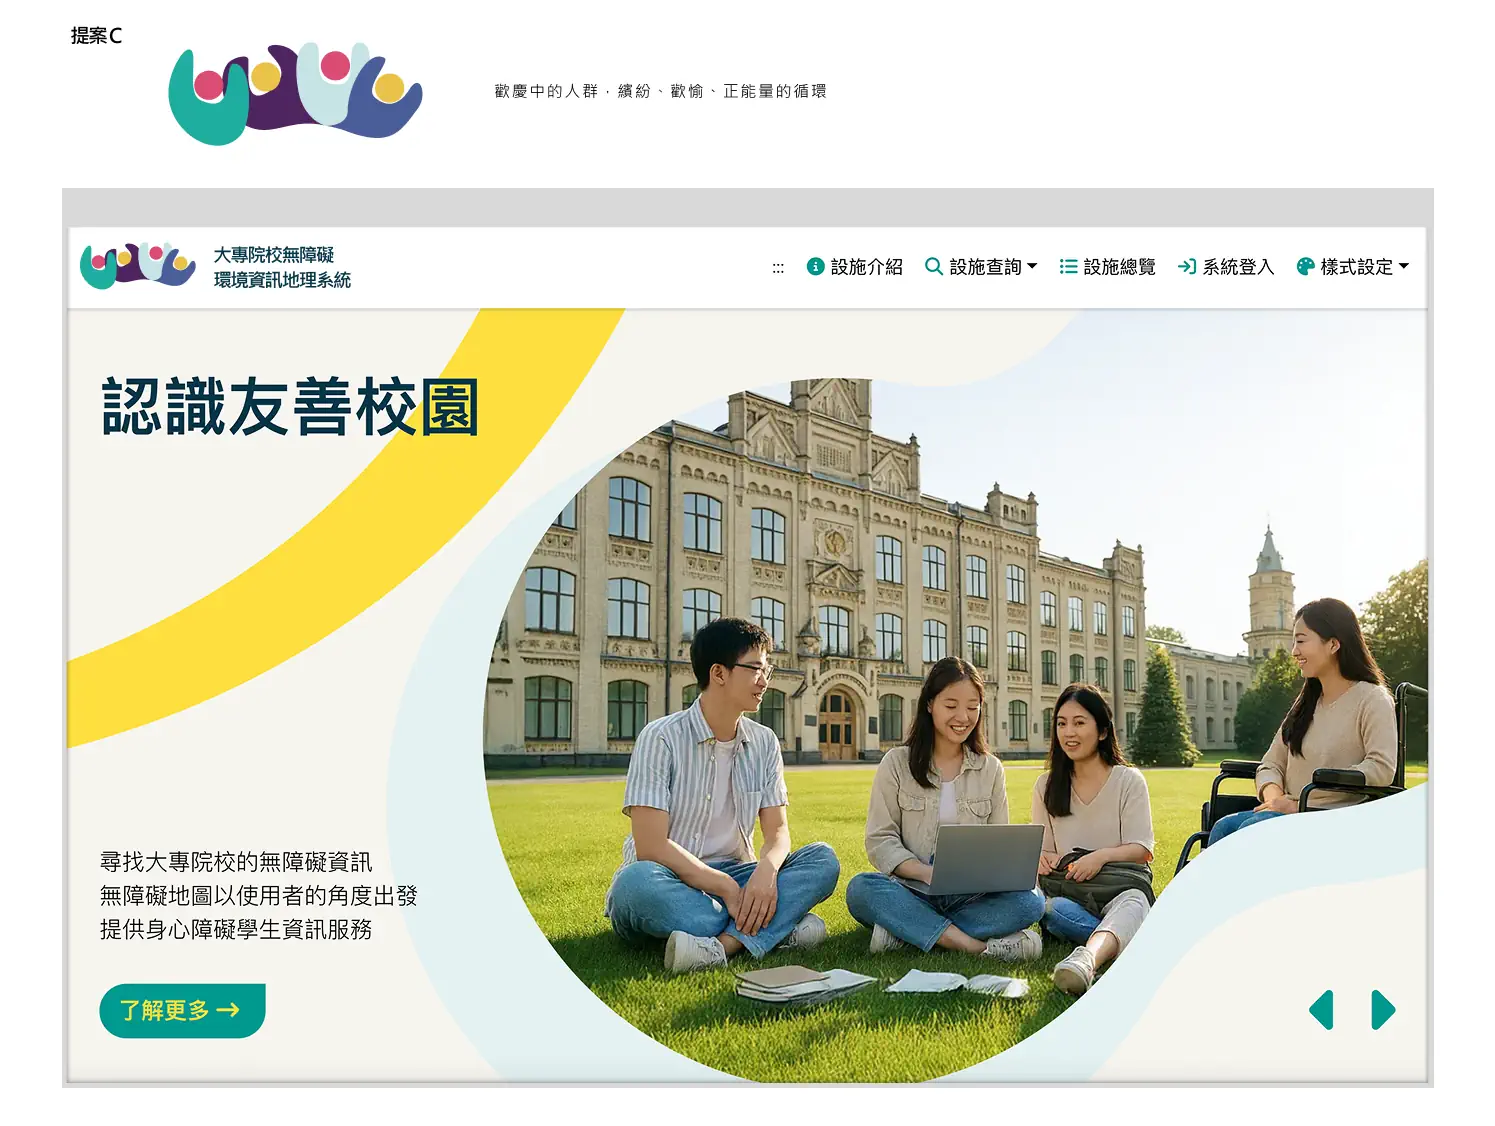 提案C
歡慶中的人群．繽紛、歡愉、正能量的循環
大專院校無障礙
環境資訊地理系統
:::
設施介紹
設施查詢
設施總覽
系統登入
樣式設定
認識友善校園
尋找大專院校的無障礙資訊
無障礙地圖以使用者的角度出發
提供身心障礙學生資訊服務
了解更多→